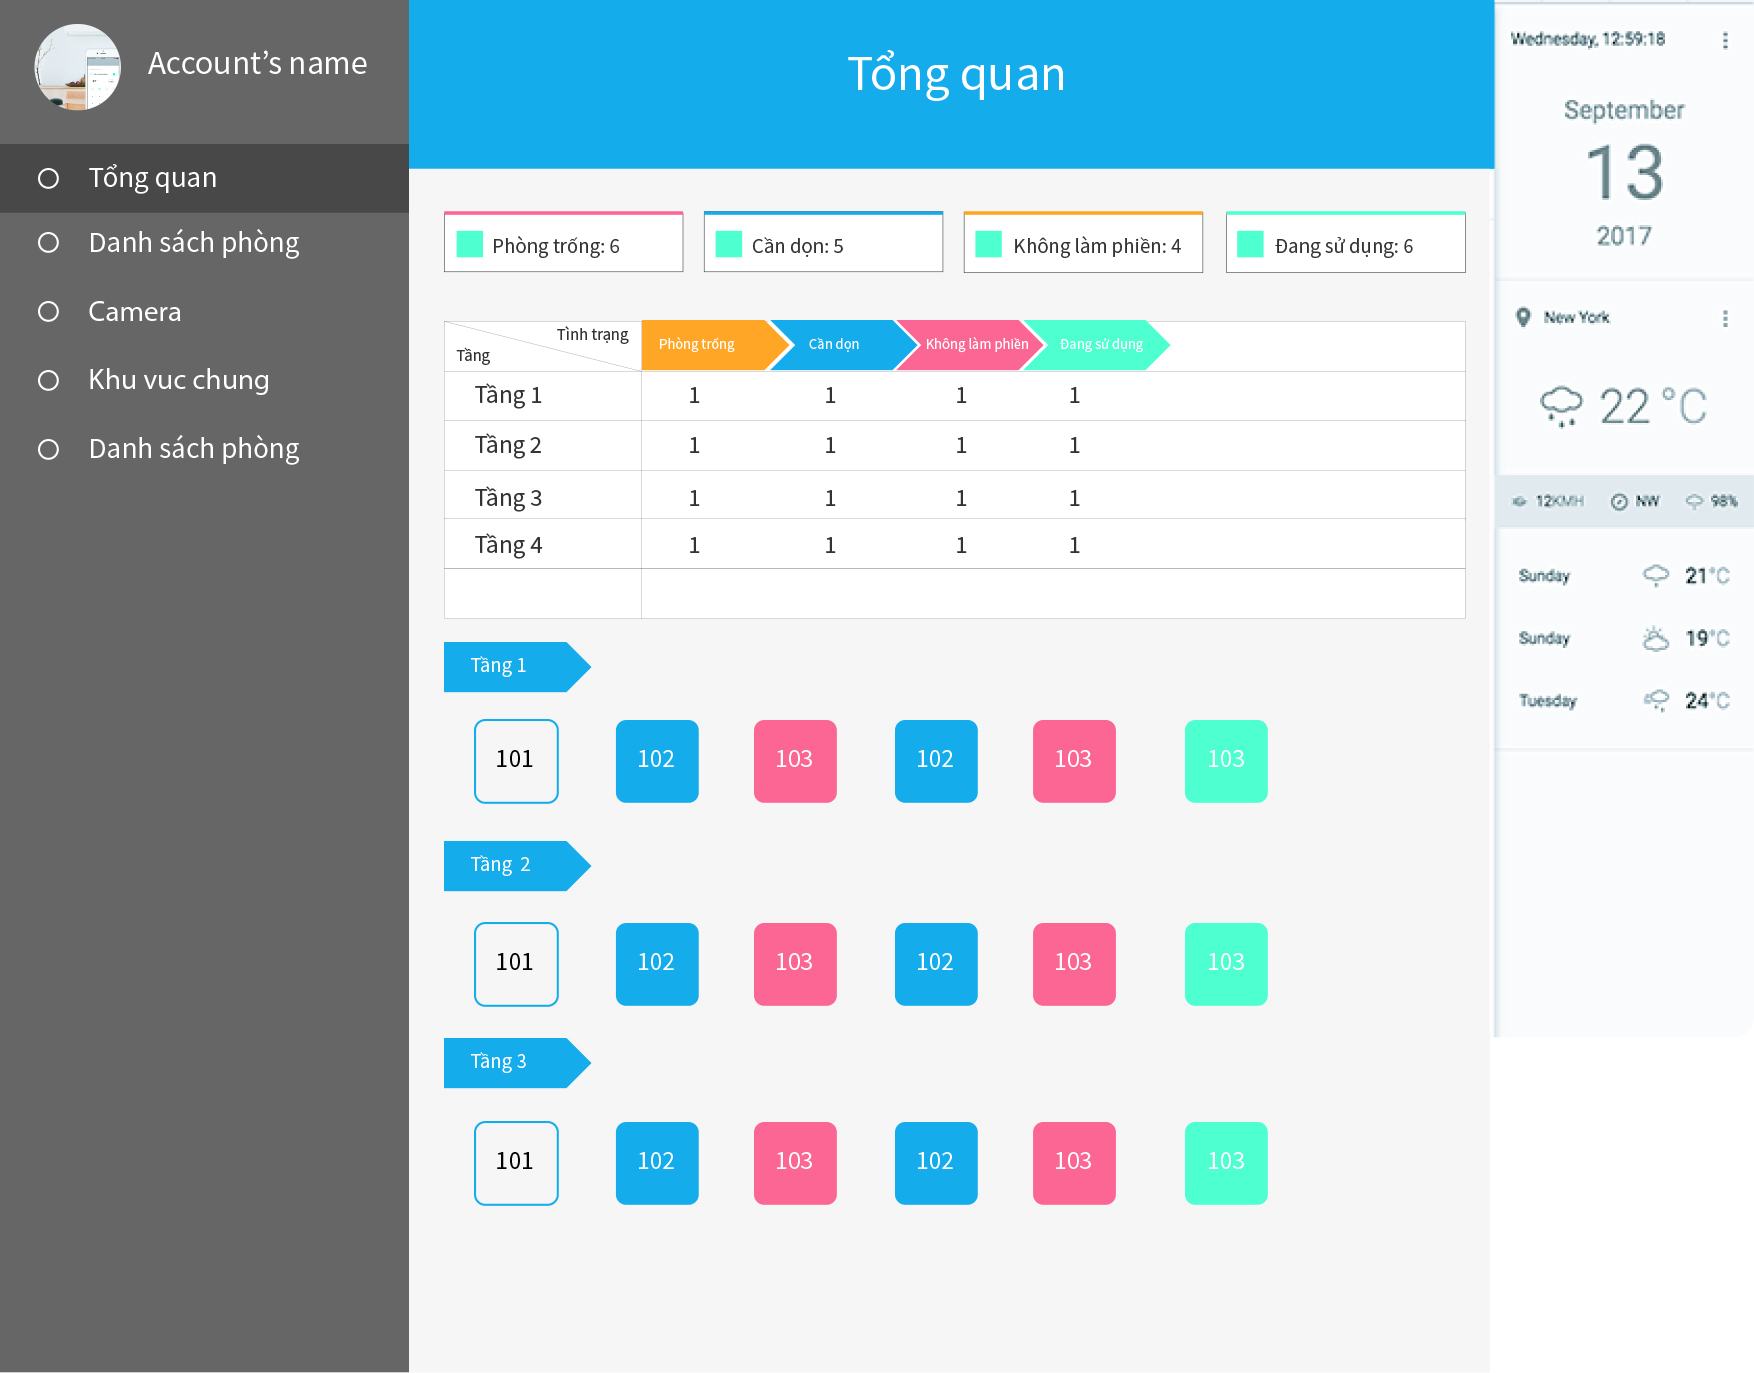 Account's name
Tổng quan
Danh sách phòng
Camera
Khu vuc chung
Danh sách phòng
Tổng quan
Phòng trống: 6
Cần dọn: 5
Không làm phiền: 4
Đang sử dụng: 6
Tình trạng
Tầng
Phòng trống Cần dọn Không làm phiền Đang sử dụng
Tầng 1 1 1 1 1
Tầng 2 1 1 1 1
Tầng 3 1 1 1 1
Tầng 4 1 1 1 1
Tầng 1
101 102 103 102 103 103
Tầng 2
101 102 103 102 103 103
Tầng 3
101 102 103 102 103 103
Wednesday, 12:59:18
September
13
2017
New York
22 °C
12KMH NW 98%
Sunday 21°C
Sunday 19°C
Tuesday 24°C